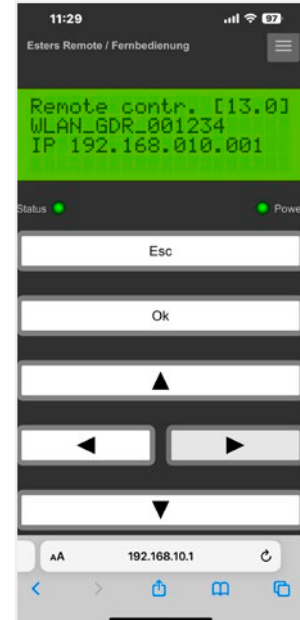 11:29
97
Esters Remote / Fernbedienung
Remote contr. [13.0]
WLAN_GDR_001234
IP 192.168.010.001
Status
Powe
Esc
Ok
AA
192.168.10.1